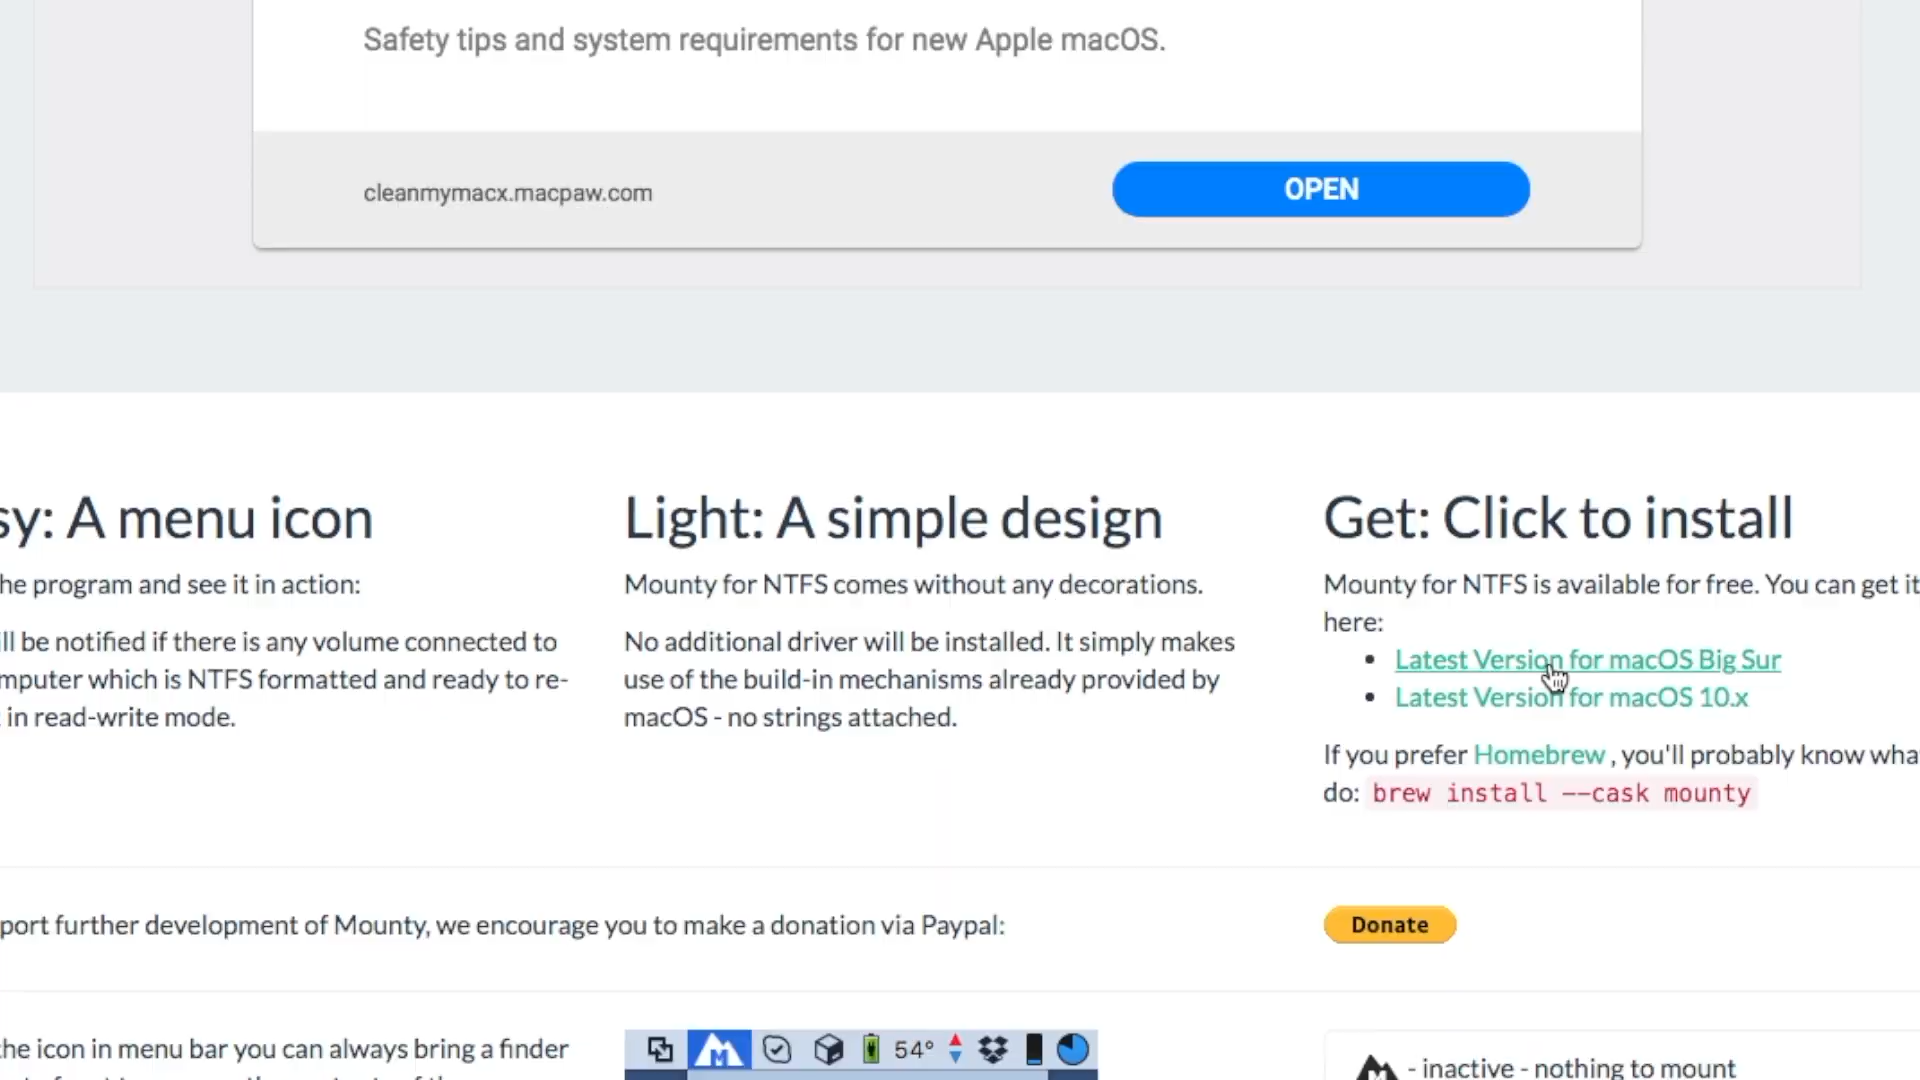 Safety tips and system requirements for new Apple macOS.
cleanmymacx.macpaw.com
OPEN
sy: A menu icon
he program and see it in action:
ll be notified if there is any volume connected to
mputer which is NTFS formatted and ready to re-
in read-write mode.
Light: A simple design
Mounty for NTFS comes without any decorations.
No additional driver will be installed. It simply makes
use of the build-in mechanisms already provided by
macOS - no strings attached.
Get: Click to install
Mounty for NTFS is available for free. You can get it
here:
Latest Version for macOS Big Sur
Latest Version for macOS 10.x
If you prefer Homebrew , you'll probably know wha
do: brew install --cask mounty
port further development of Mounty, we encourage you to make a donation via Paypal:
Donate
he icon in menu bar you can always bring a finder
54°
- inactive - nothing to mount